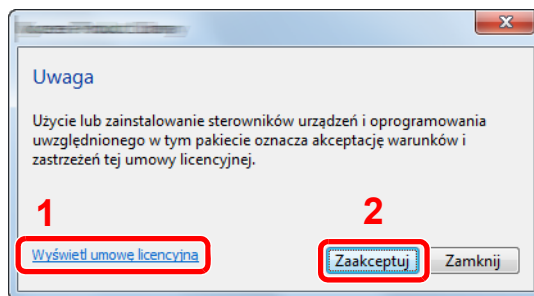 Uwaga
Użycie lub zainstalowanie sterowników urządzeń i oprogramowania
uwzględnionego w tym pakiecie oznacza akceptację warunków i
zastrzeżeń tej umowy licencyjnej.
1
2
Wyświetl umowę licencyjną
Zaakceptuj
Zamknij